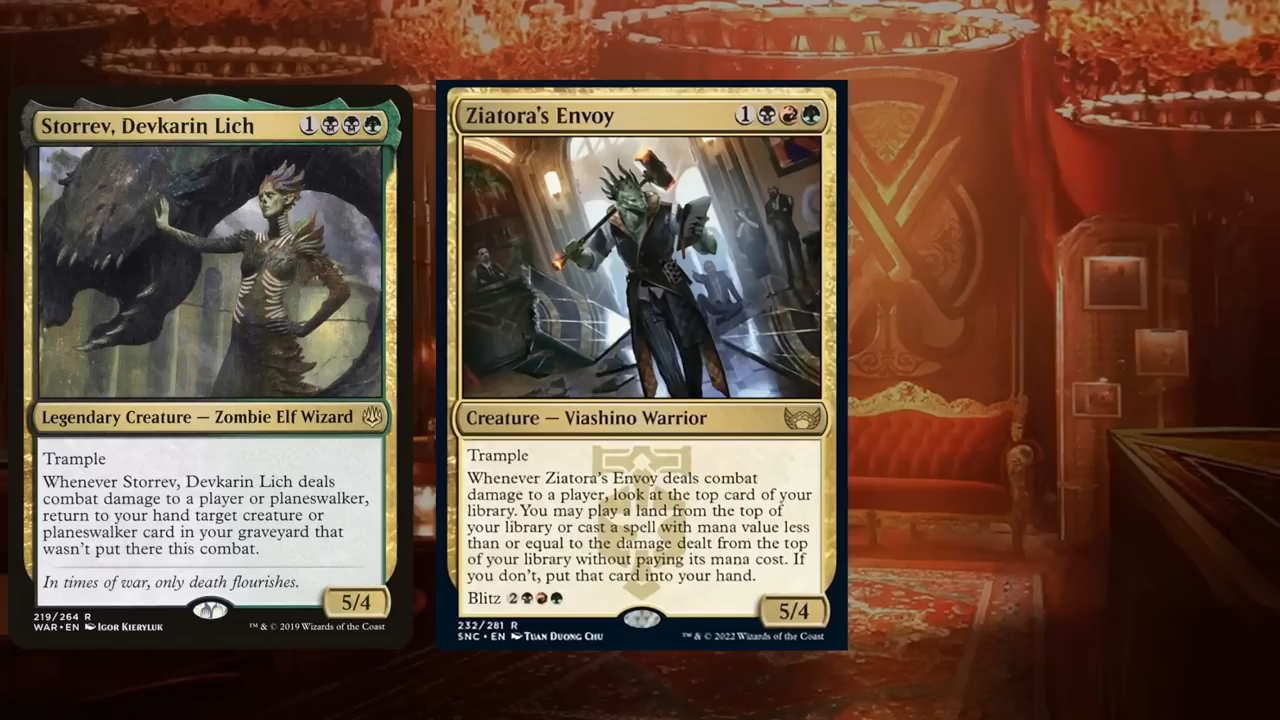 Storrev, Devkarin Lich 1
Legendary Creature — Zombie Elf Wizard
Trample
Whenever Storrev, Devkarin Lich deals
combat damage to a player or planeswalker,
return to your hand target creature or
planeswalker card in your graveyard that
wasn't put there this combat.
In times of war, only death flourishes.
5/4
219/264 R
WAR • EN Igor Kieryluk
™ & © 2019 Wizards of the Coast
Ziatora's Envoy 1
Creature — Viashino Warrior
Trample
Whenever Ziatora's Envoy deals combat
damage to a player, look at the top card of your
library. You may play a land from the top of
your library or cast a spell with mana value less
than or equal to the damage dealt from the top
of your library without paying its mana cost. If
you don't, put that card into your hand.
Blitz 2
5/4
232/281 R
SNC • EN Tuan Duong Chu
™ & © 2022 Wizards of the Coast